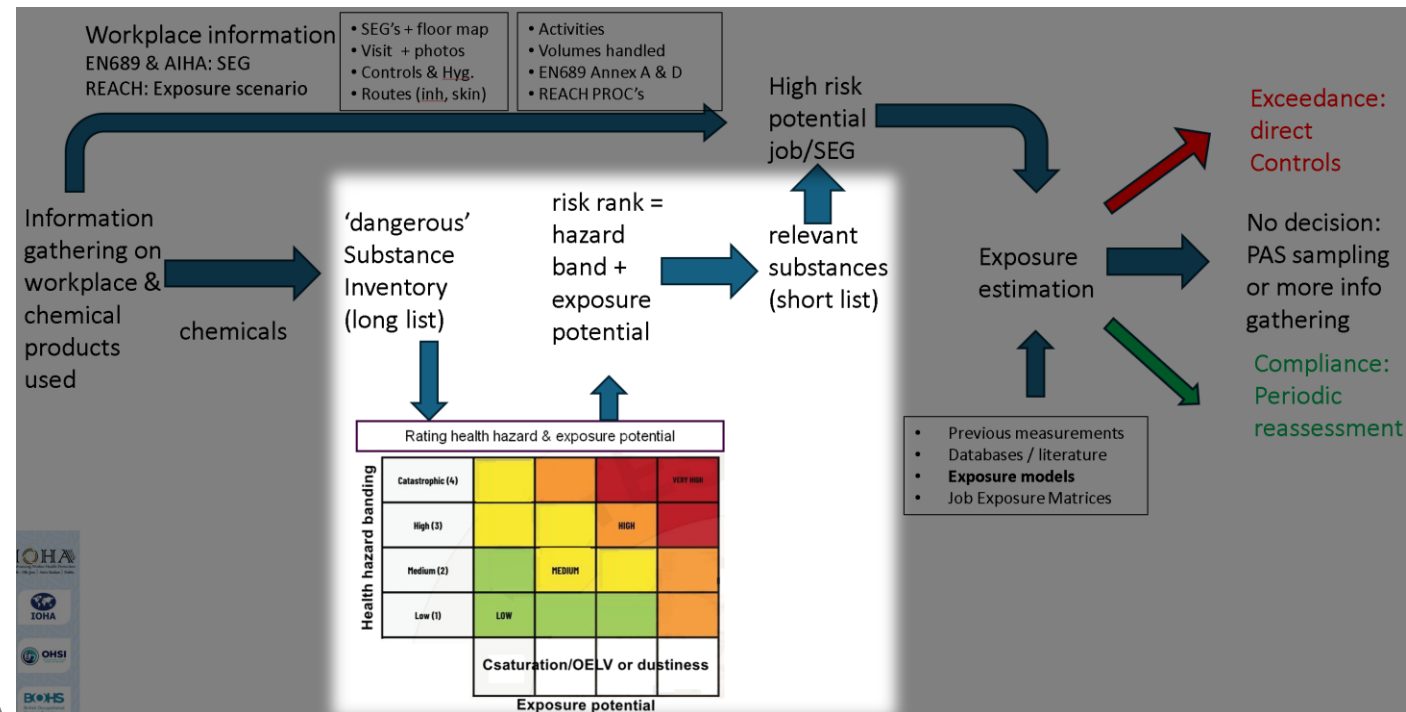 Workplace information
EN689 & AIHA: SEG
REACH: Exposure scenario
• SEG's + floor map
• Visit + photos
• Controls & Hyg.
• Routes (inh, skin)
• Activities
• Volumes handled
• EN689 Annex A & D
• REACH PROC's
High risk
potential
job/SEG
Exceedance:
direct
Controls
Information
gathering on
workplace &
chemical
products
used
chemicals
‘dangerous’
Substance
Inventory
(long list)
risk rank =
hazard
band +
exposure
potential
relevant
substances
(short list)
Exposure
estimation
No decision:
PAS sampling
or more info
gathering
Compliance:
Periodic
reassessment
• Previous measurements
• Databases / literature
• Exposure models
• Job Exposure Matrices
Rating health hazard & exposure potential
Health hazard banding
Catastrophic (4)
VERY HIGH
High (3)
HIGH
Medium (2)
MEDIUM
Low (1)
LOW
Csaturation/OELV or dustiness
Exposure potential
IOHA
IOHA
OHSI
BOHS